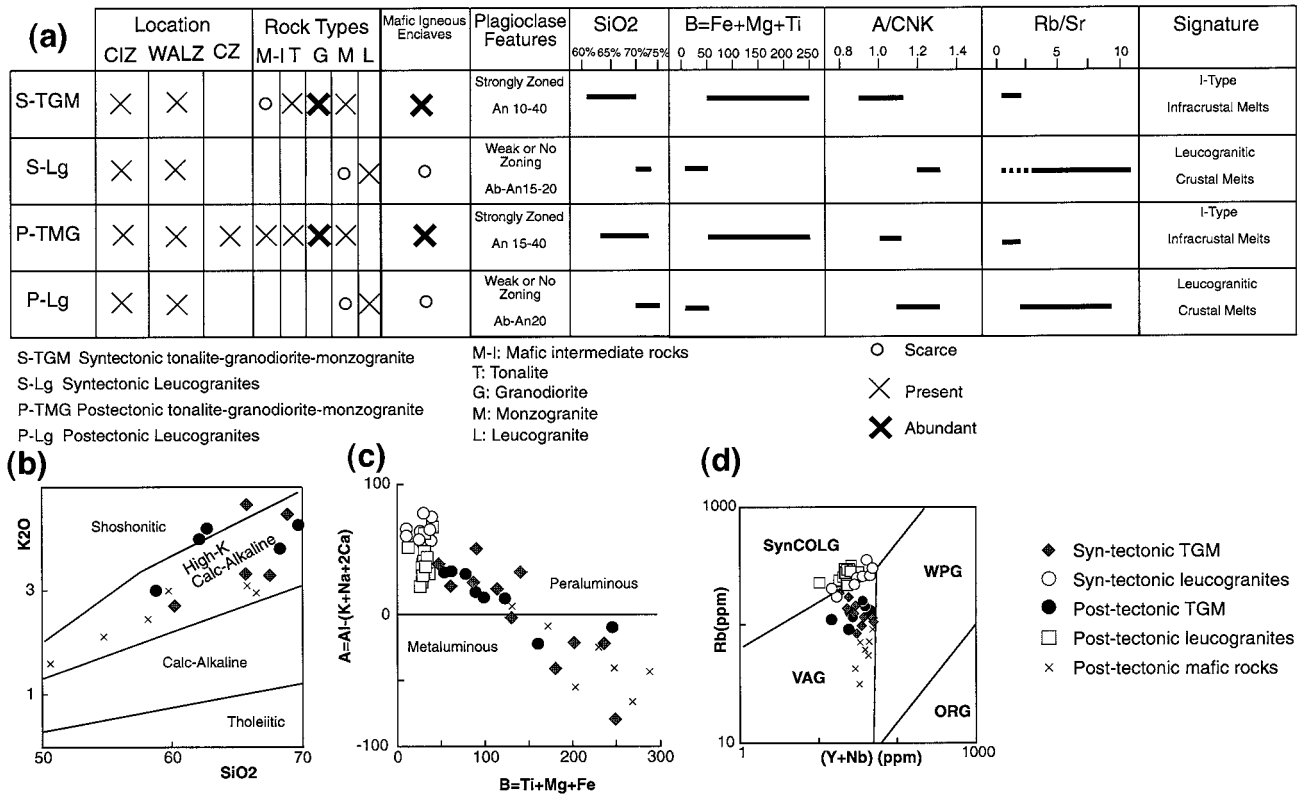 (a)
Location
Rock Types
Mafic Igneous
Enclaves
Plagioclase
Features
SiO2
B=Fe+Mg+Ti
A/CNK
Rb/Sr
Signature
CIZ WALZ CZ M-I T G M L
60% 65% 70% 75%
0 50 100 150 200 250
0.8 1.0 1.2 1.4
0 5 10
S-TGM
Strongly Zoned
An 10-40
I-Type
Infracrustal Melts
S-Lg
Weak or No
Zoning
Ab-An15-20
Leucogranitic
Crustal Melts
P-TMG
Strongly Zoned
An 15-40
I-Type
Infracrustal Melts
P-Lg
Weak or No
Zoning
Ab-An20
Leucogranitic
Crustal Melts
S-TGM Syntectonic tonalite-granodiorite-monzogranite
S-Lg Syntectonic Leucogranites
P-TMG Postectonic tonalite-granodiorite-monzogranite
P-Lg Postectonic Leucogranites
M-I: Mafic intermediate rocks
T: Tonalite
G: Granodiorite
M: Monzogranite
L: Leucogranite
Scarce
Present
Abundant
(b)
K2O
3
1
Shoshonitic
High-K
Calc-Alkaline
Calc-Alkaline
Tholeiitic
50 60 70
SiO2
(c)
A=Al-(K+Na+2Ca)
100
0
-100
Peraluminous
Metaluminous
0 100 200 300
B=Ti+Mg+Fe
(d)
Rb(ppm)
1000
10
SynCOLG
WPG
VAG
ORG
1 1000
(Y+Nb) (ppm)
Syn-tectonic TGM
Syn-tectonic leucogranites
Post-tectonic TGM
Post-tectonic leucogranites
Post-tectonic mafic rocks